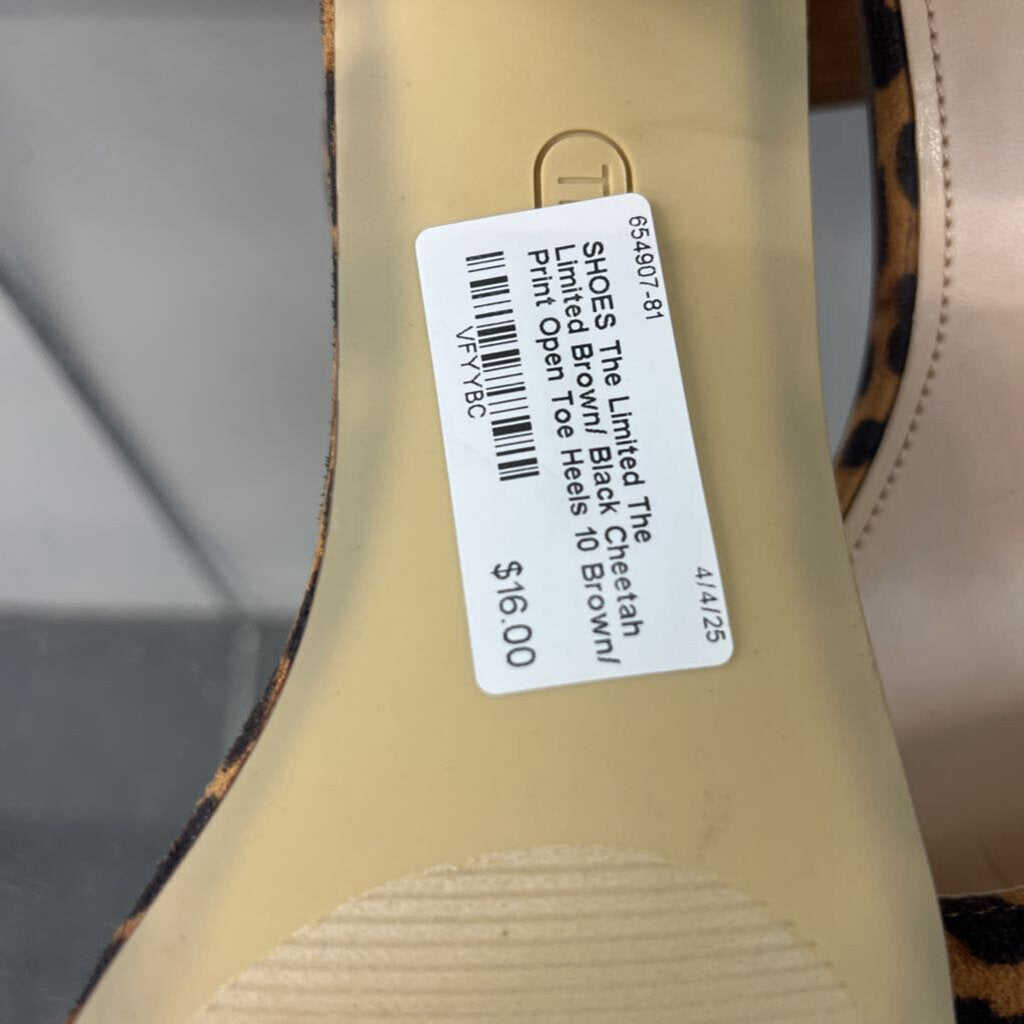 654907-81
SHOES The Limited The
Limited Brown/ Black Cheetah
Print Open Toe Heels 10 Brown/
VFYYBC
$16.00
4/4/25